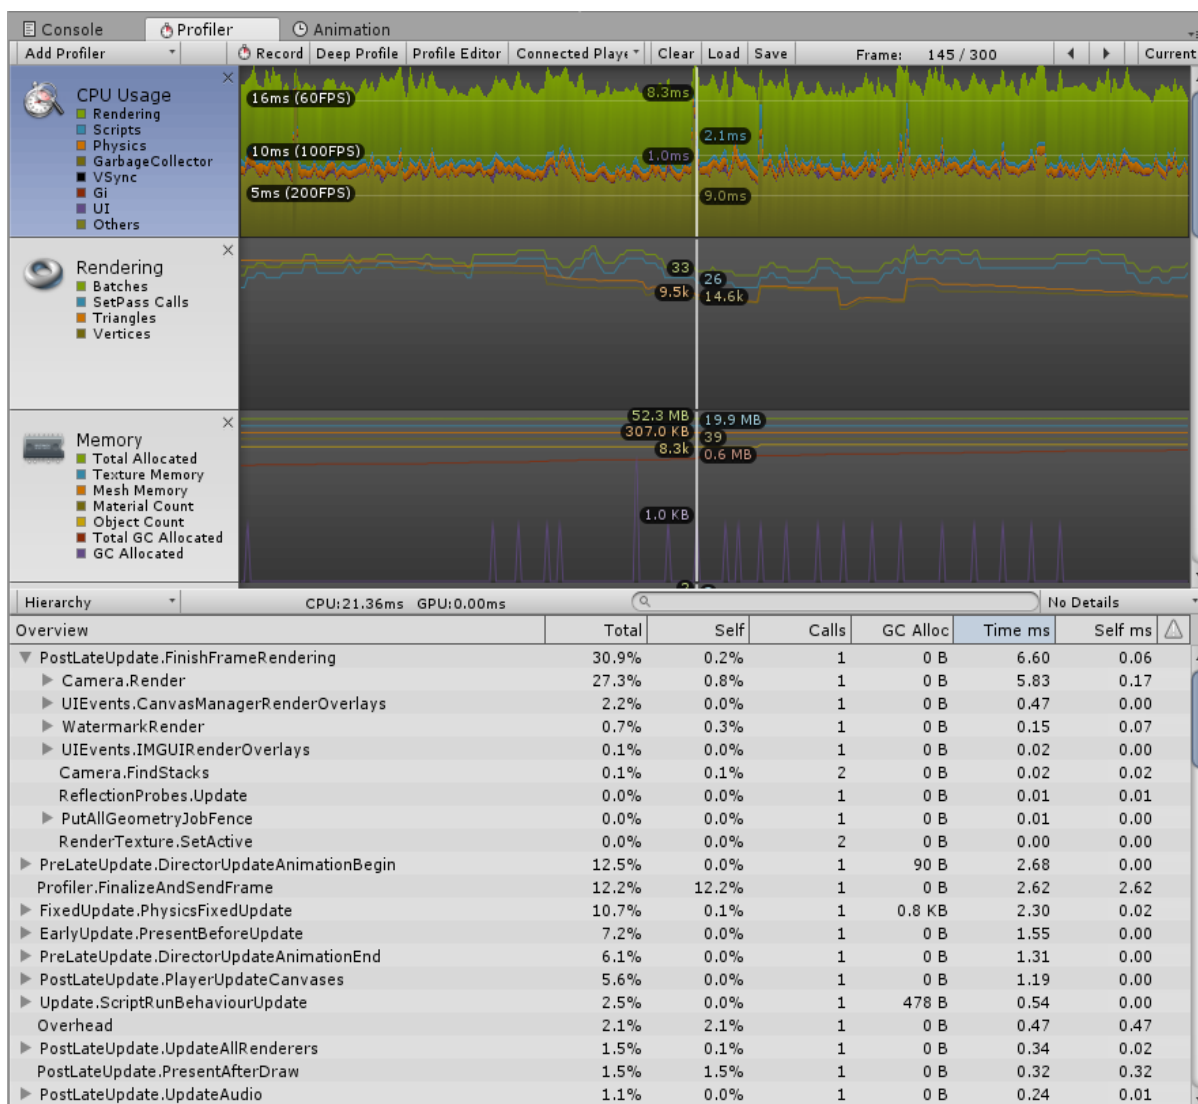 Console Profiler Animation
Add Profiler Record Deep Profile Profile Editor Connected Playe Clear Load Save Frame: 145 / 300 Current
CPU Usage
Rendering
Scripts
Physics
GarbageCollector
VSync
Gi
UI
Others
16ms (60FPS)
10ms (100FPS)
5ms (200FPS)
8.3ms
2.1ms
1.0ms
9.0ms
Rendering
Batches
SetPass Calls
Triangles
Vertices
33
26
9.5k
14.6k
Memory
Total Allocated
Texture Memory
Mesh Memory
Material Count
Object Count
Total GC Allocated
GC Allocated
52.3 MB
19.9 MB
307.0 KB
39
8.3k
0.6 MB
1.0 KB
Hierarchy CPU:21.36ms GPU:0.00ms No Details
Overview Total Self Calls GC Alloc Time ms Self ms
PostLateUpdate.FinishFrameRendering 30.9% 0.2% 1 0 B 6.60 0.06
Camera.Render 27.3% 0.8% 1 0 B 5.83 0.17
UIEvents.CanvasManagerRenderOverlays 2.2% 0.0% 1 0 B 0.47 0.00
WatermarkRender 0.7% 0.3% 1 0 B 0.15 0.07
UIEvents.IMGUIRenderOverlays 0.1% 0.0% 1 0 B 0.02 0.00
Camera.FindStacks 0.1% 0.1% 2 0 B 0.02 0.02
ReflectionProbes.Update 0.0% 0.0% 1 0 B 0.01 0.01
PutAllGeometryJobFence 0.0% 0.0% 1 0 B 0.01 0.00
RenderTexture.SetActive 0.0% 0.0% 2 0 B 0.00 0.00
PreLateUpdate.DirectorUpdateAnimationBegin 12.5% 0.0% 1 90 B 2.68 0.00
Profiler.FinalizeAndSendFrame 12.2% 12.2% 1 0 B 2.62 2.62
FixedUpdate.PhysicsFixedUpdate 10.7% 0.1% 1 0.8 KB 2.30 0.02
EarlyUpdate.PresentBeforeUpdate 7.2% 0.0% 1 0 B 1.55 0.00
PreLateUpdate.DirectorUpdateAnimationEnd 6.1% 0.0% 1 0 B 1.31 0.00
PostLateUpdate.PlayerUpdateCanvases 5.6% 0.0% 1 0 B 1.19 0.00
Update.ScriptRunBehaviourUpdate 2.5% 0.0% 1 478 B 0.54 0.00
Overhead 2.1% 2.1% 1 0 B 0.47 0.47
PostLateUpdate.UpdateAllRenderers 1.5% 0.1% 1 0 B 0.34 0.02
PostLateUpdate.PresentAfterDraw 1.5% 1.5% 1 0 B 0.32 0.32
PostLateUpdate.UpdateAudio 1.1% 0.0% 1 0 B 0.24 0.01